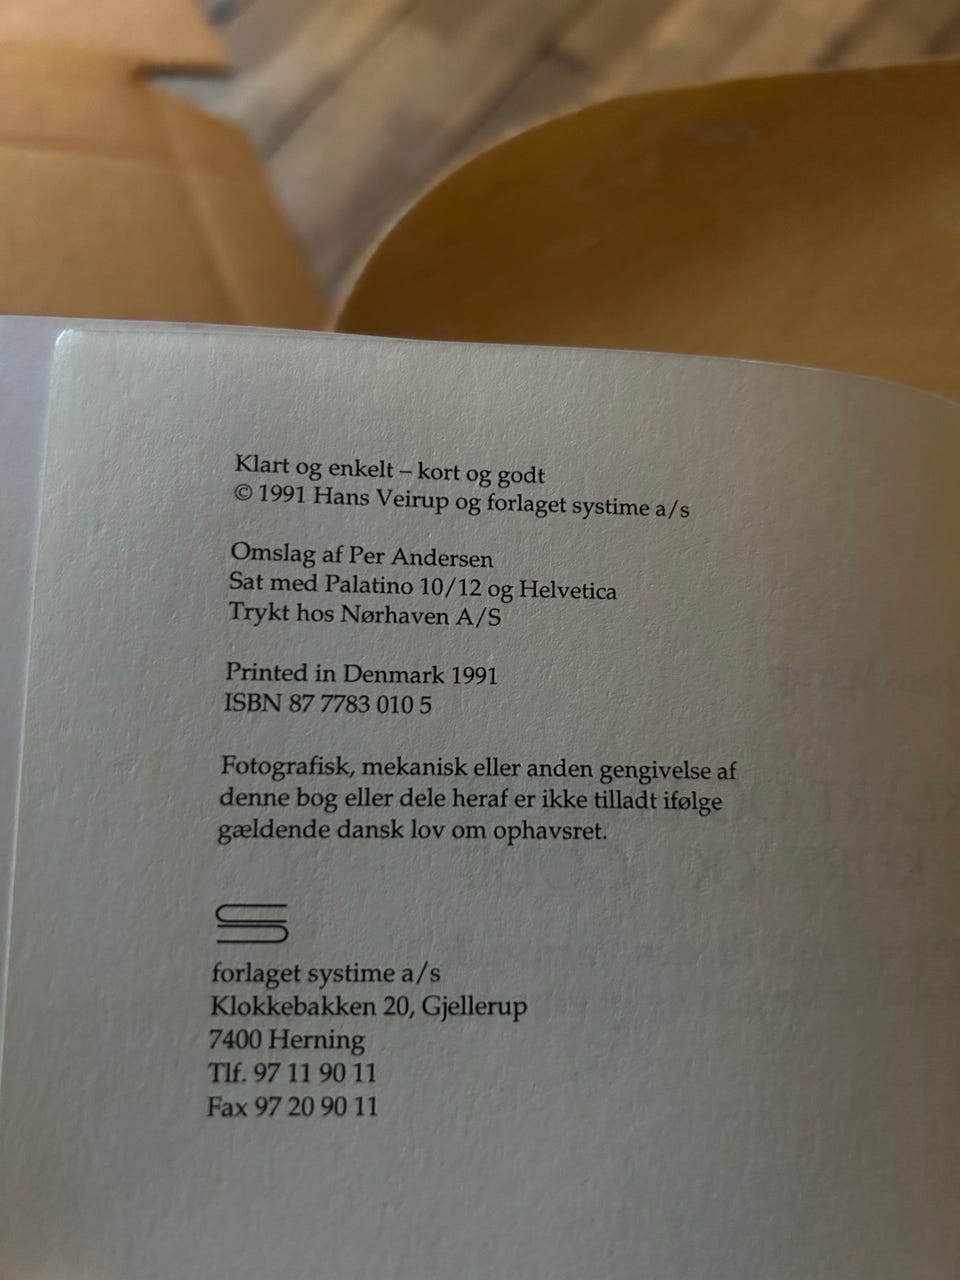 Klart og enkelt – kort og godt
© 1991 Hans Veirup og forlaget systime a/s
Omslag af Per Andersen
Sat med Palatino 10/12 og Helvetica
Trykt hos Nørhaven A/S
Printed in Denmark 1991
ISBN 87 7783 010 5
Fotografisk, mekanisk eller anden gengivelse af
denne bog eller dele heraf er ikke tilladt ifølge
gældende dansk lov om ophavsret.
forlaget systime a/s
Klokkebakken 20, Gjellerup
7400 Herning
Tlf. 97 11 90 11
Fax 97 20 90 11